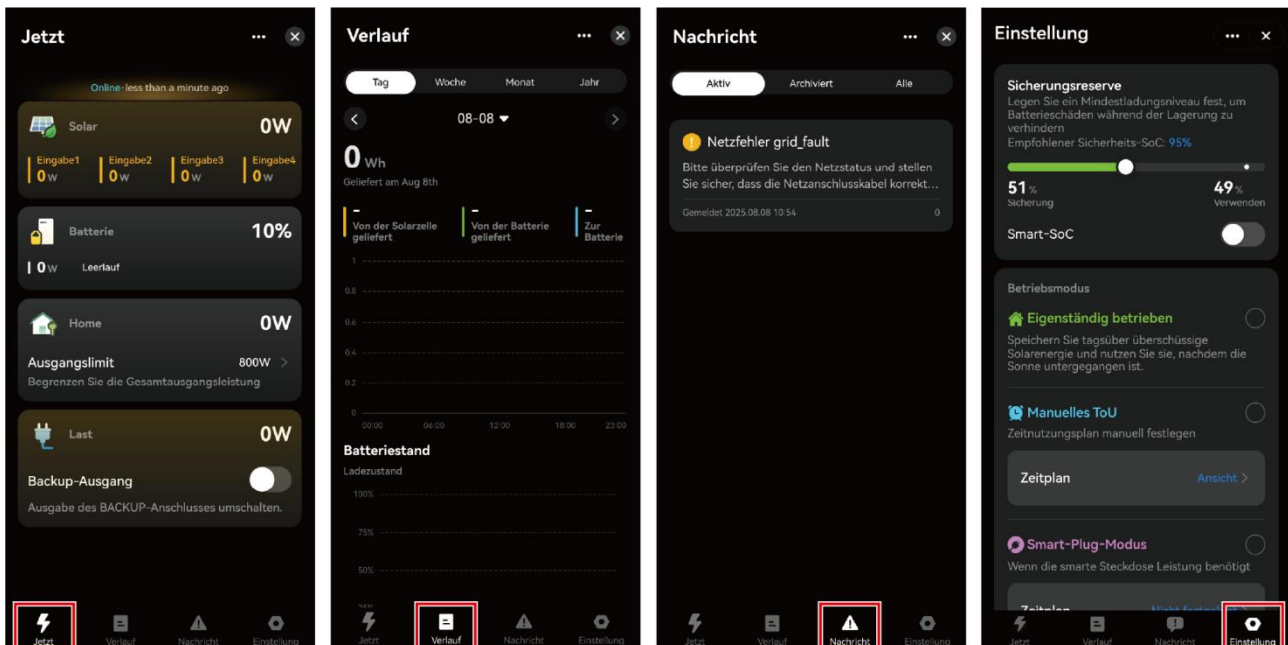 Jetzt
Online·less than a minute ago
Solar
0W
Eingabe1
Eingabe2
Eingabe3
Eingabe4
0 W
0 W
0 W
0 W
Batterie
10%
0 W
Leerlauf
Home
0W
Ausgangslimit
800W >
Begrenzen Sie die Gesamtausgangsleistung
Last
0W
Backup-Ausgang
Ausgabe des BACKUP-Anschlusses umschalten.
Jetzt
Verlauf
Nachricht
Einstellung
Verlauf
Tag
Woche
Monat
Jahr
08-08
0 Wh
Geliefert am Aug 8th
–
–
–
Von der Solarzelle
geliefert
Von der Batterie
geliefert
Zur
Batterie
1
0.8
0.6
0.4
0.2
0
00:00
06:00
12:00
18:00
23:00
Batteriestand
Ladezustand
100%
75%
50%
Jetzt
Verlauf
Nachricht
Einstellung
Nachricht
Aktiv
Archiviert
Alle
Netzfehler grid_fault
Bitte überprüfen Sie den Netzstatus und stellen
Sie sicher, dass die Netzanschlusskabel korrekt...
Gemeldet 2025.08.08 10:54
0
Jetzt
Verlauf
Nachricht
Einstellung
Einstellung
Sicherungsreserve
Legen Sie ein Mindestladungsniveau fest, um
Batterieschäden während der Lagerung zu
verhindern
Empfohlener Sicherheits-SoC: 95%
51 %
49 %
Sicherung
Verwenden
Smart-SoC
Betriebsmodus
Eigenständig betrieben
Speichern Sie tagsüber überschüssige
Solarenergie und nutzen Sie sie, nachdem die
Sonne untergegangen ist.
Manuelles ToU
Zeitnutzungsplan manuell festlegen
Zeitplan
Ansicht >
Smart-Plug-Modus
Wenn die smarte Steckdose Leistung benötigt
Zeitplan
Jetzt
Verlauf
Nachricht
Einstellung